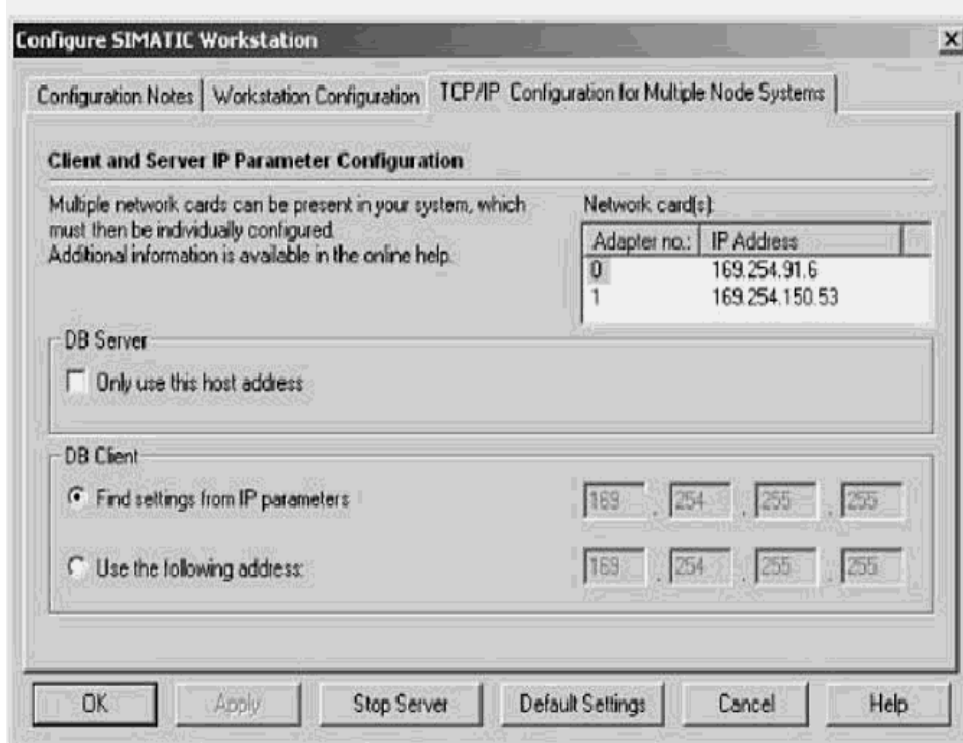 Configure SIMATIC Workstation
Configuration Notes
Workstation Configuration
TCP/IP Configuration for Multiple Node Systems
Client and Server IP Parameter Configuration
Multiple network cards can be present in your system, which
must then be individually configured.
Additional information is available in the online help.
Network card(s):
Adapter no.: IP Address
0 169.254.91.6
1 169.254.150.53
DB Server
Only use this host address
DB Client
Find settings from IP parameters
169 . 254 . 255 . 255
Use the following address:
169 . 254 . 255 . 255
OK
Apply
Stop Server
Default Settings
Cancel
Help